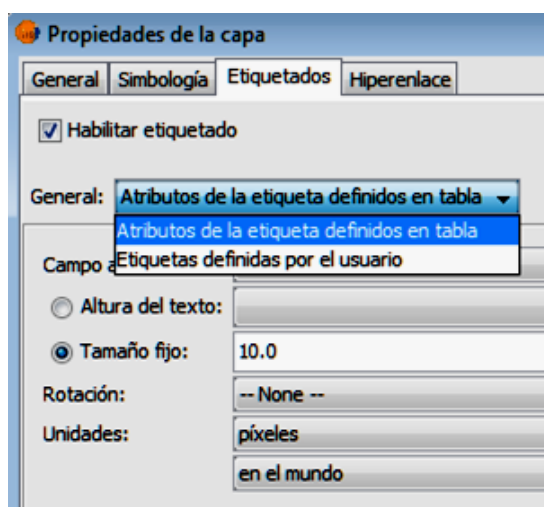 Propiedades de la capa
General Simbología Etiquetados Hiperenlace
Habilitar etiquetado
General: Atributos de la etiqueta definidos en tabla
Atributos de la etiqueta definidos en tabla
Campo a
Etiquetas definidas por el usuario
Altura del texto:
Tamaño fijo: 10.0
Rotación: -- None --
Unidades: píxeles
en el mundo